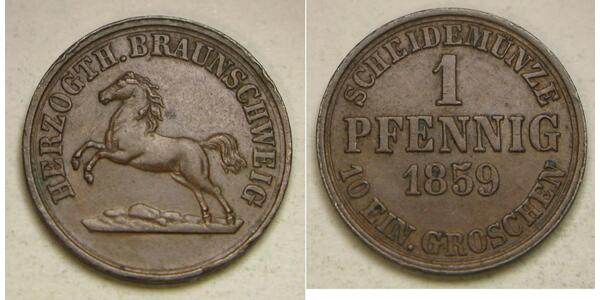 HERZOGTH. BRAUNSCHWEIG
SCHEIDEMÜNZE
1
PFENNIG
1859
10 EIN. GROSCHEN